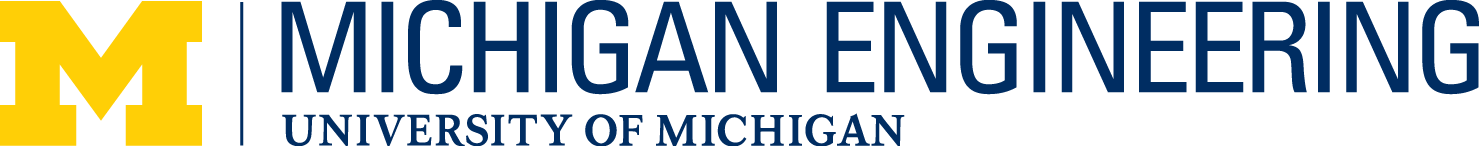 M
MICHIGAN ENGINEERING
UNIVERSITY OF MICHIGAN